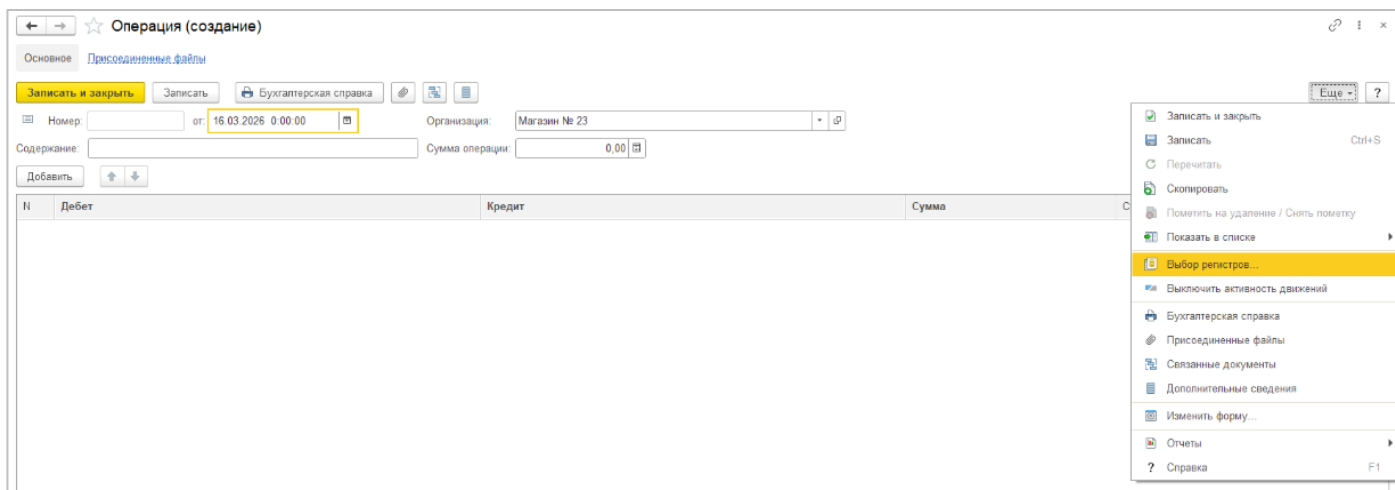 Операция (создание)
Основное Присоединенные файлы
Записать и закрыть Записать Бухгалтерская справка Еще ?
Номер: от: 16.03.2026 0:00:00 Организация: Магазин № 23
Содержание: Сумма операции: 0,00
Добавить
N Дебет Кредит Сумма С
Записать и закрыть
Записать Ctrl+S
Перечитать
Скопировать
Пометить на удаление / Снять пометку
Показать в списке
Выбор регистров...
Выключить активность движений
Бухгалтерская справка
Присоединенные файлы
Связанные документы
Дополнительные сведения
Изменить форму...
Отчеты
? Справка F1